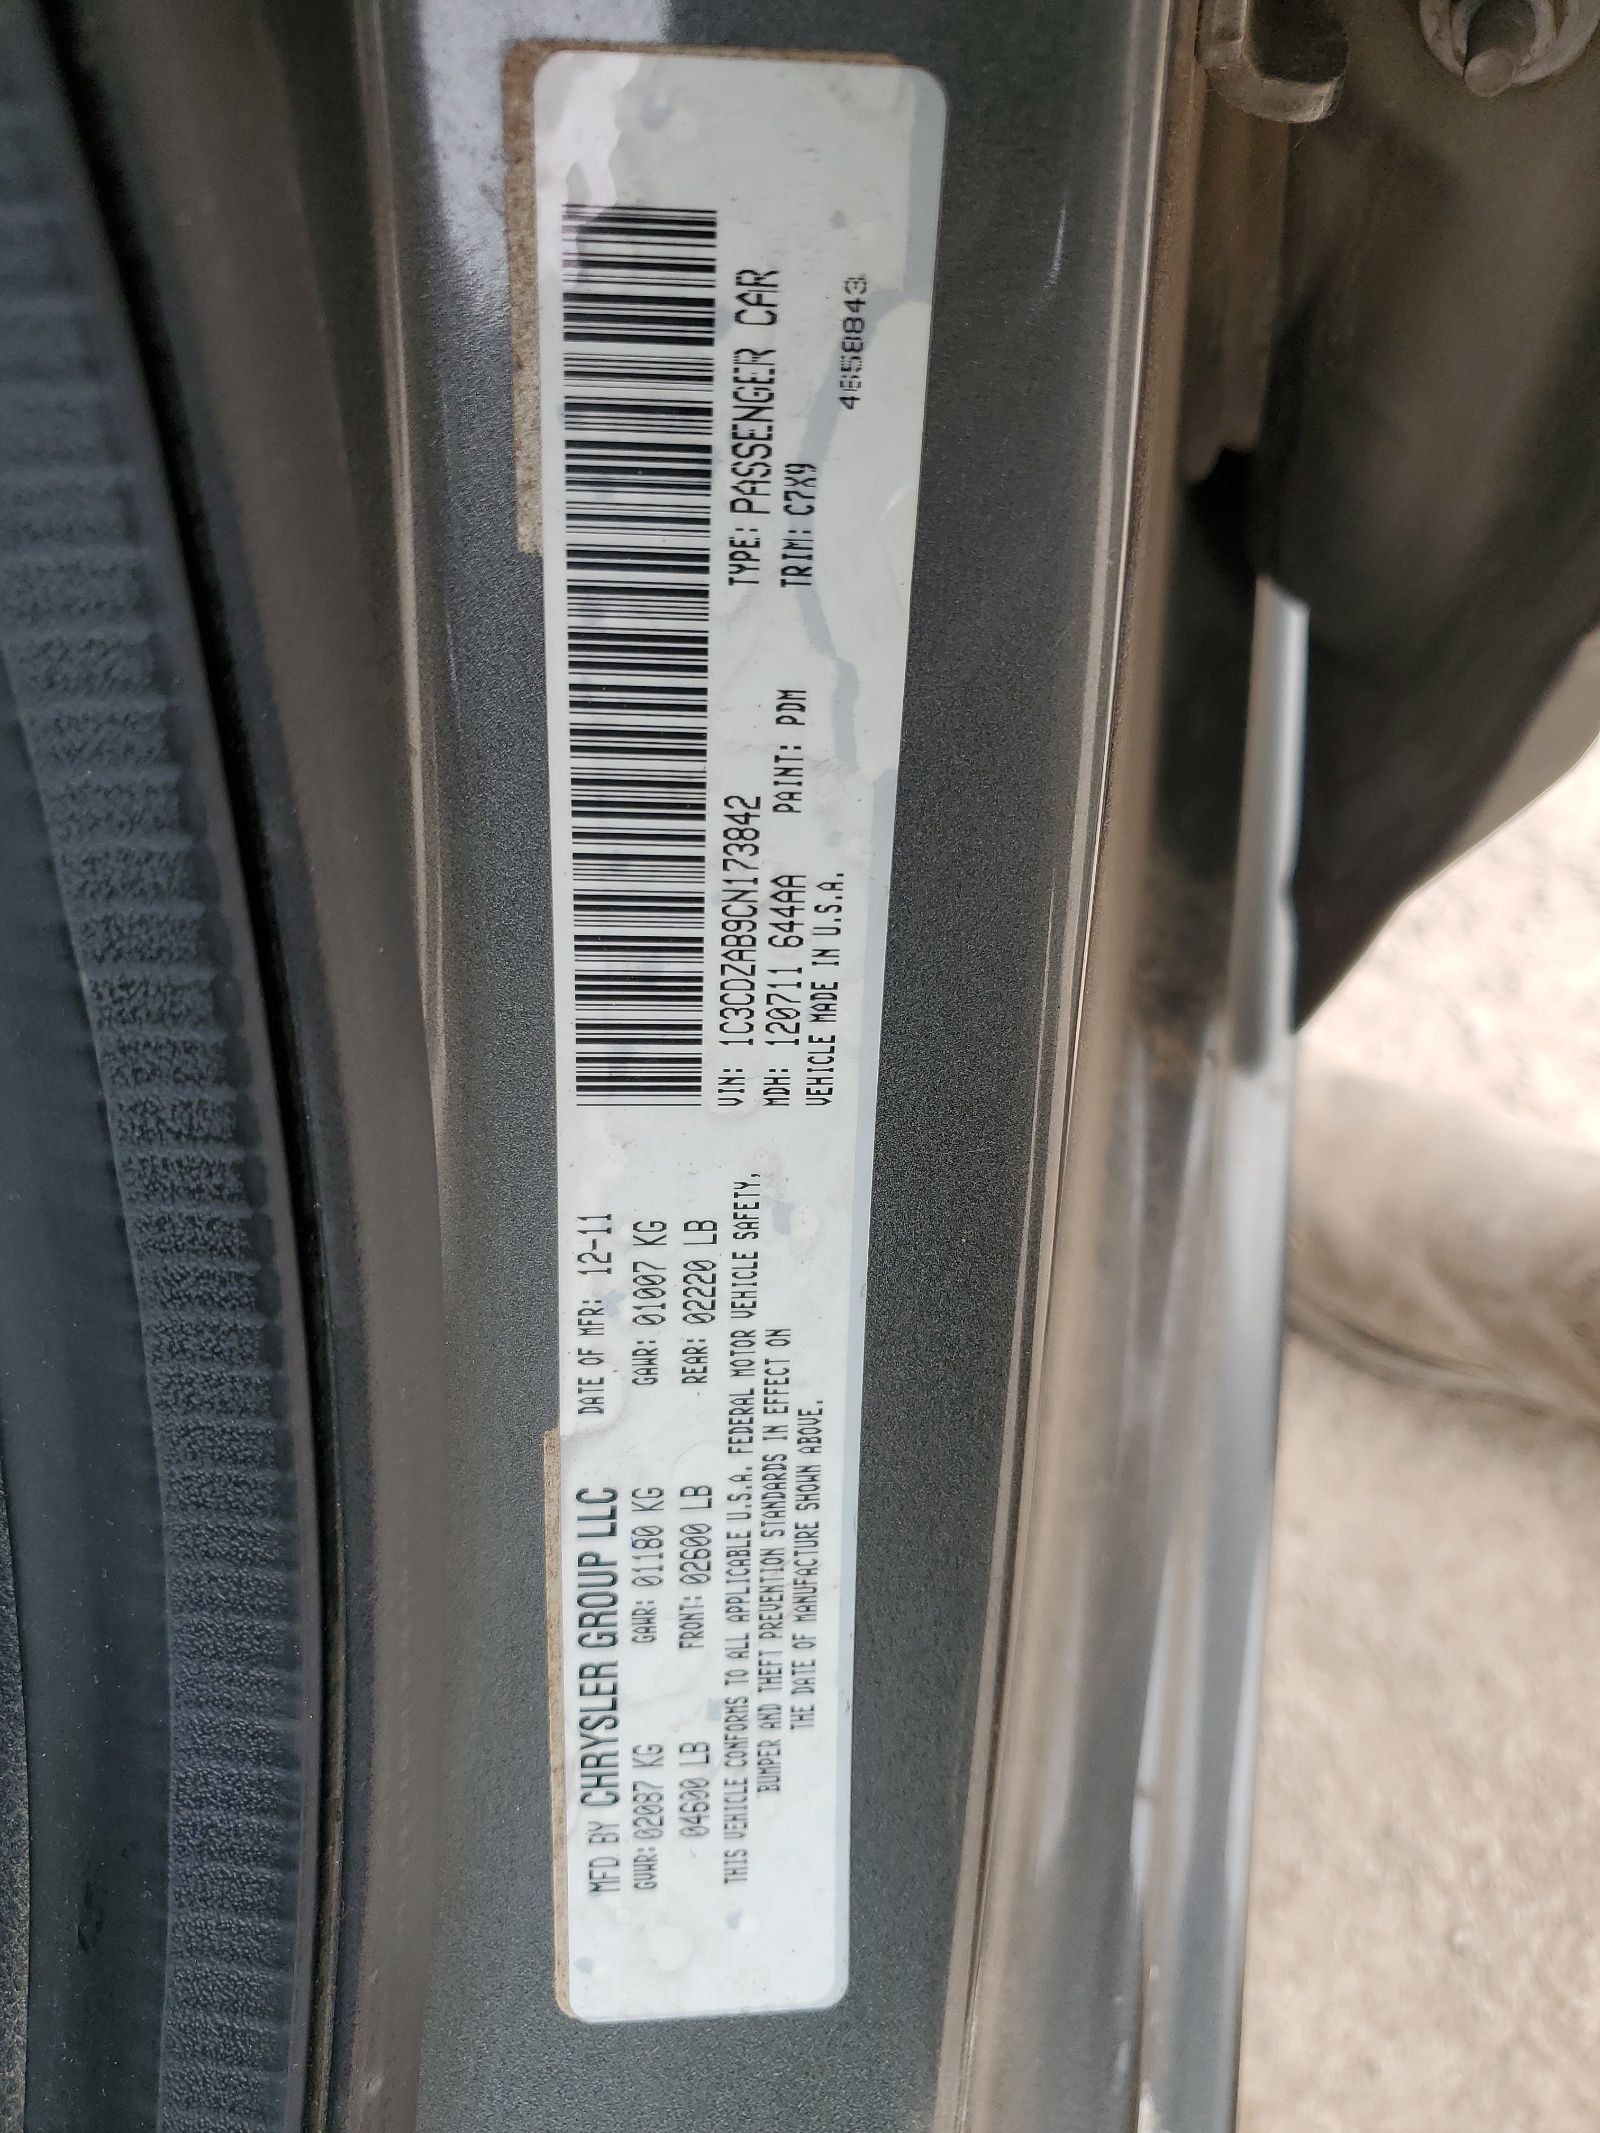 MFD. BY CHRYSLER GROUP LLC DATE OF MFR: 12-11
GVWR: 02087 KG GAWR: 01180 KG GAWR: 01007 KG
04600 LB FRONT: 02600 LB REAR: 02220 LB
THIS VEHICLE CONFORMS TO ALL APPLICABLE U.S.A. FEDERAL MOTOR VEHICLE SAFETY,
BUMPER AND THEFT PREVENTION STANDARDS IN EFFECT ON
THE DATE OF MANUFACTURE SHOWN ABOVE.
VIN: 1C3CDZAB9CN173842 TYPE: PASSENGER CAR
MDH: 120711 644AA PAINT: PDM TRIM: C7X9
VEHICLE MADE IN U.S.A.
4658843